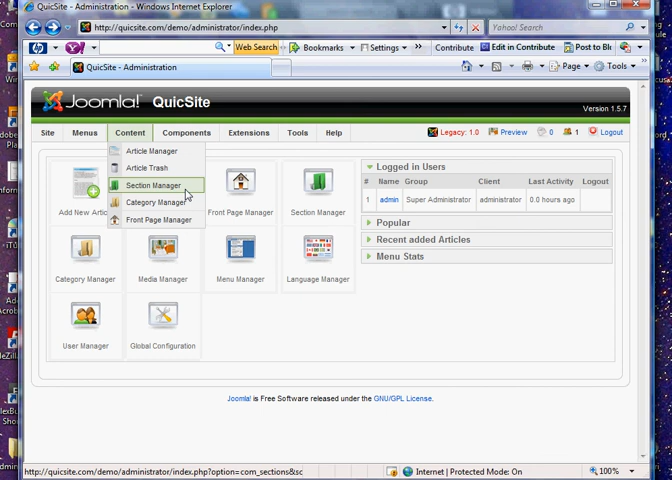 QuicSite - Administration - Windows Internet Explorer
http://quicsite.com/demo/administrator/index.php
Yahoo! Search
hp
Y!
Web Search
Bookmarks
Settings
Contribute
Edit in Contribute
Post to Bl
QuicSite - Administration
Page
Tools
Joomla!
QuicSite
Version 1.5.7
Site
Menus
Content
Components
Extensions
Tools
Help
Legacy: 1.0
Preview
0
1
Logout
Article Manager
Article Trash
Section Manager
Category Manager
Front Page Manager
Add New Artic
Front Page Manager
Section Manager
Category Manager
Media Manager
Menu Manager
Language Manager
User Manager
Global Configuration
Logged in Users
# Name Group Client Last Activity Logout
1 admin Super Administrator administrator 0.0 hours ago
Popular
Recent added Articles
Menu Stats
Joomla! is Free Software released under the GNU/GPL License.
http://quicsite.com/demo/administrator/index.php?option=com_sections&sc
Internet | Protected Mode: On
100%